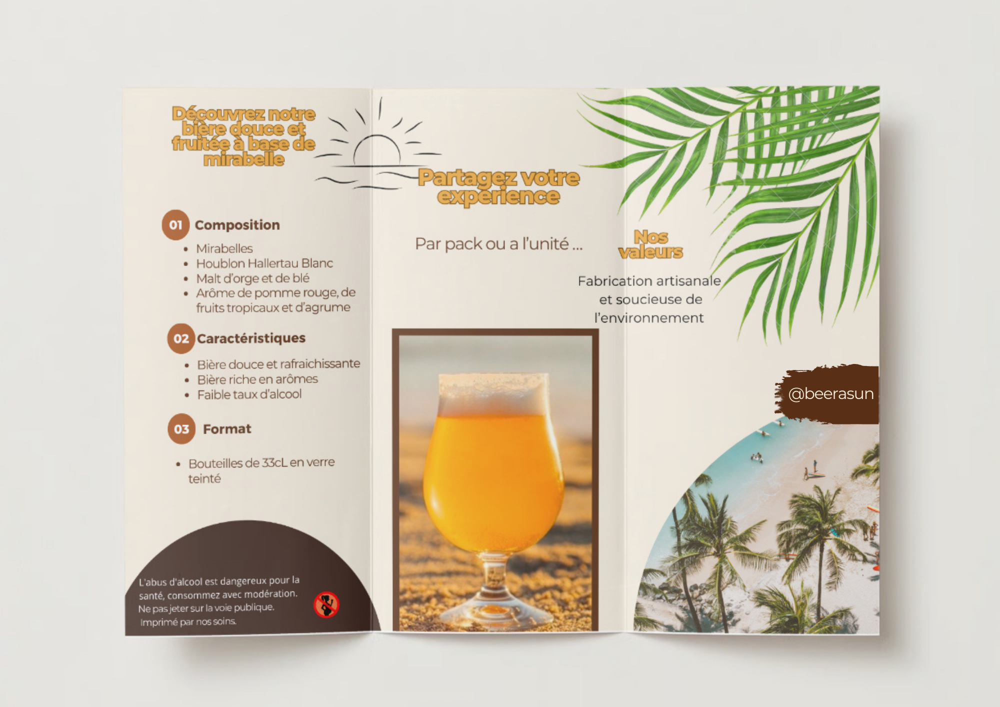 Découvrez notre
bière douce et
fruitée à base de
mirabelle
01 Composition
• Mirabelles
• Houblon Hallertau Blanc
• Malt d'orge et de blé
• Arôme de pomme rouge, de
fruits tropicaux et d'agrume
02 Caractéristiques
• Bière douce et rafraichissante
• Bière riche en arômes
• Faible taux d'alcool
03 Format
• Bouteilles de 33cL en verre
teinté
L'abus d'alcool est dangereux pour la
santé, consommez avec modération.
Ne pas jeter sur la voie publique.
Imprimé par nos soins.
Partagez votre
expérience
Par pack ou a l'unité ...
Nos
valeurs
Fabrication artisanale
et soucieuse de
l'environnement
@beerasun